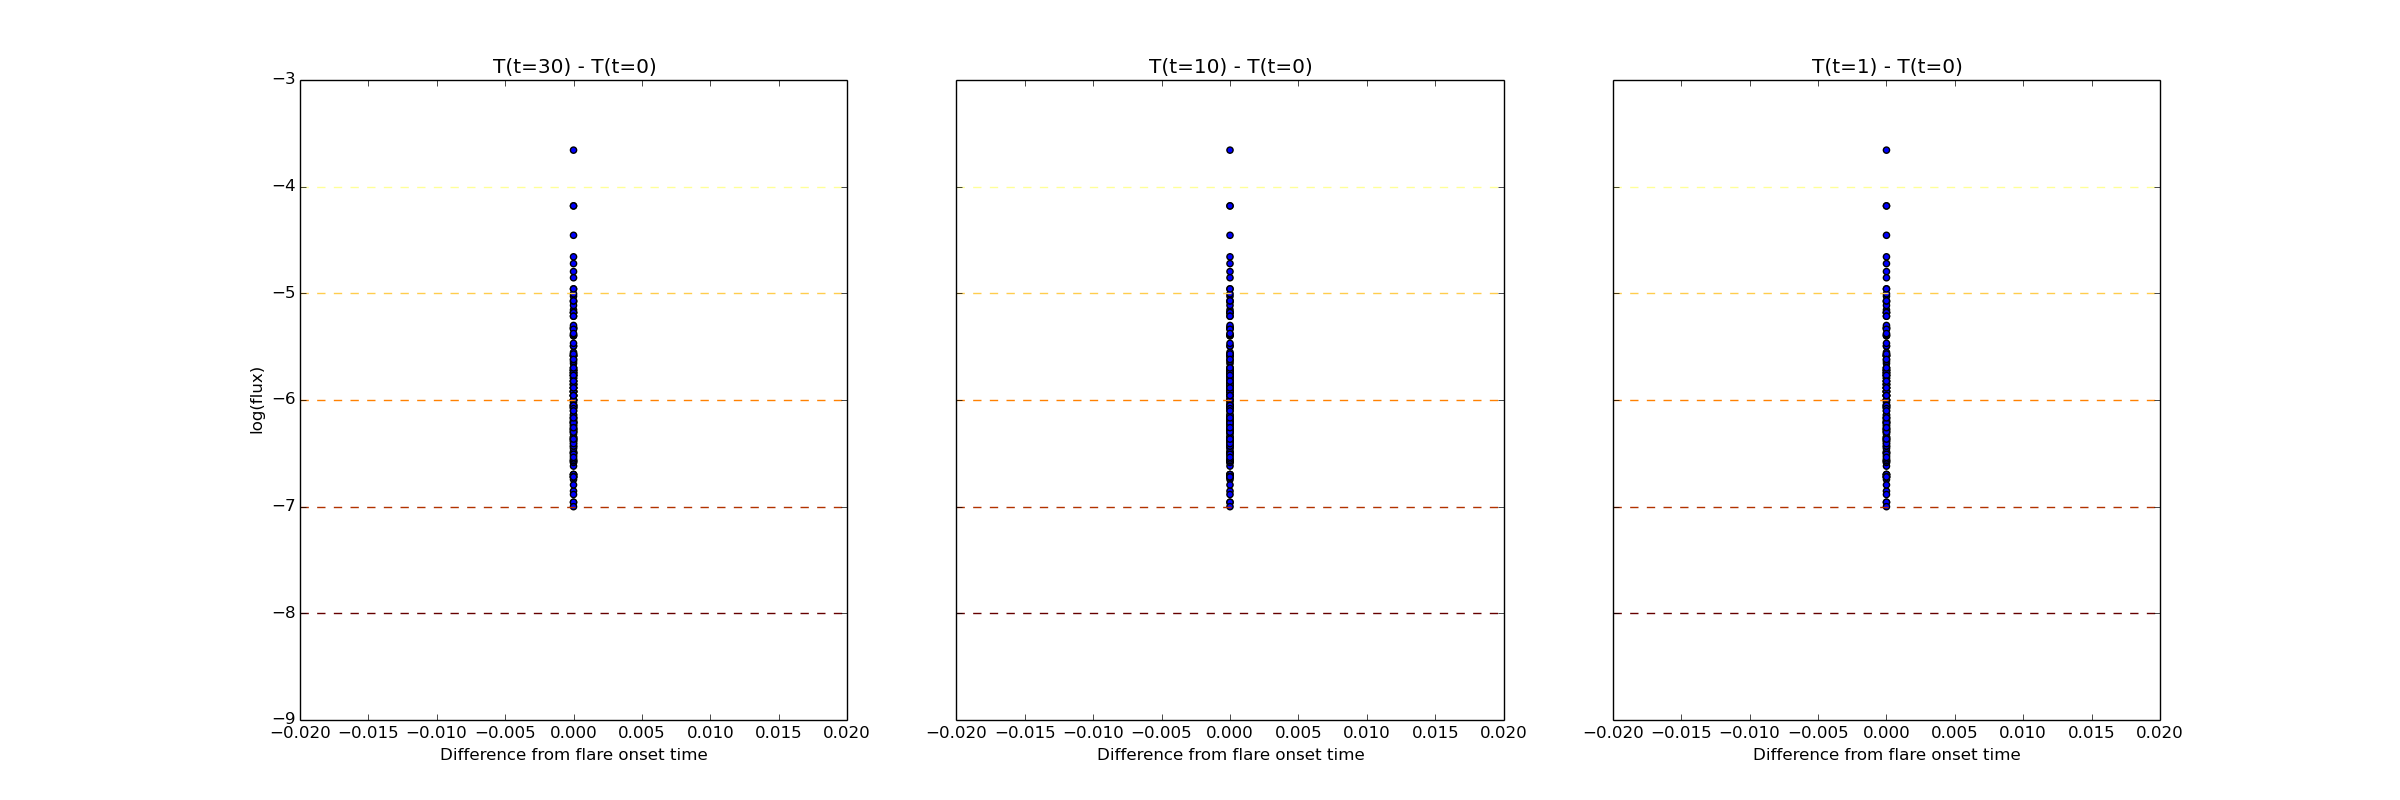 T(t=30) - T(t=0)
T(t=10) - T(t=0)
T(t=1) - T(t=0)
−3
−4
−5
−6
−7
−8
−9
log(flux)
−0.020 −0.015 −0.010 −0.005 0.000 0.005 0.010 0.015 0.020
−0.020 −0.015 −0.010 −0.005 0.000 0.005 0.010 0.015 0.020
−0.020 −0.015 −0.010 −0.005 0.000 0.005 0.010 0.015 0.020
Difference from flare onset time
Difference from flare onset time
Difference from flare onset time